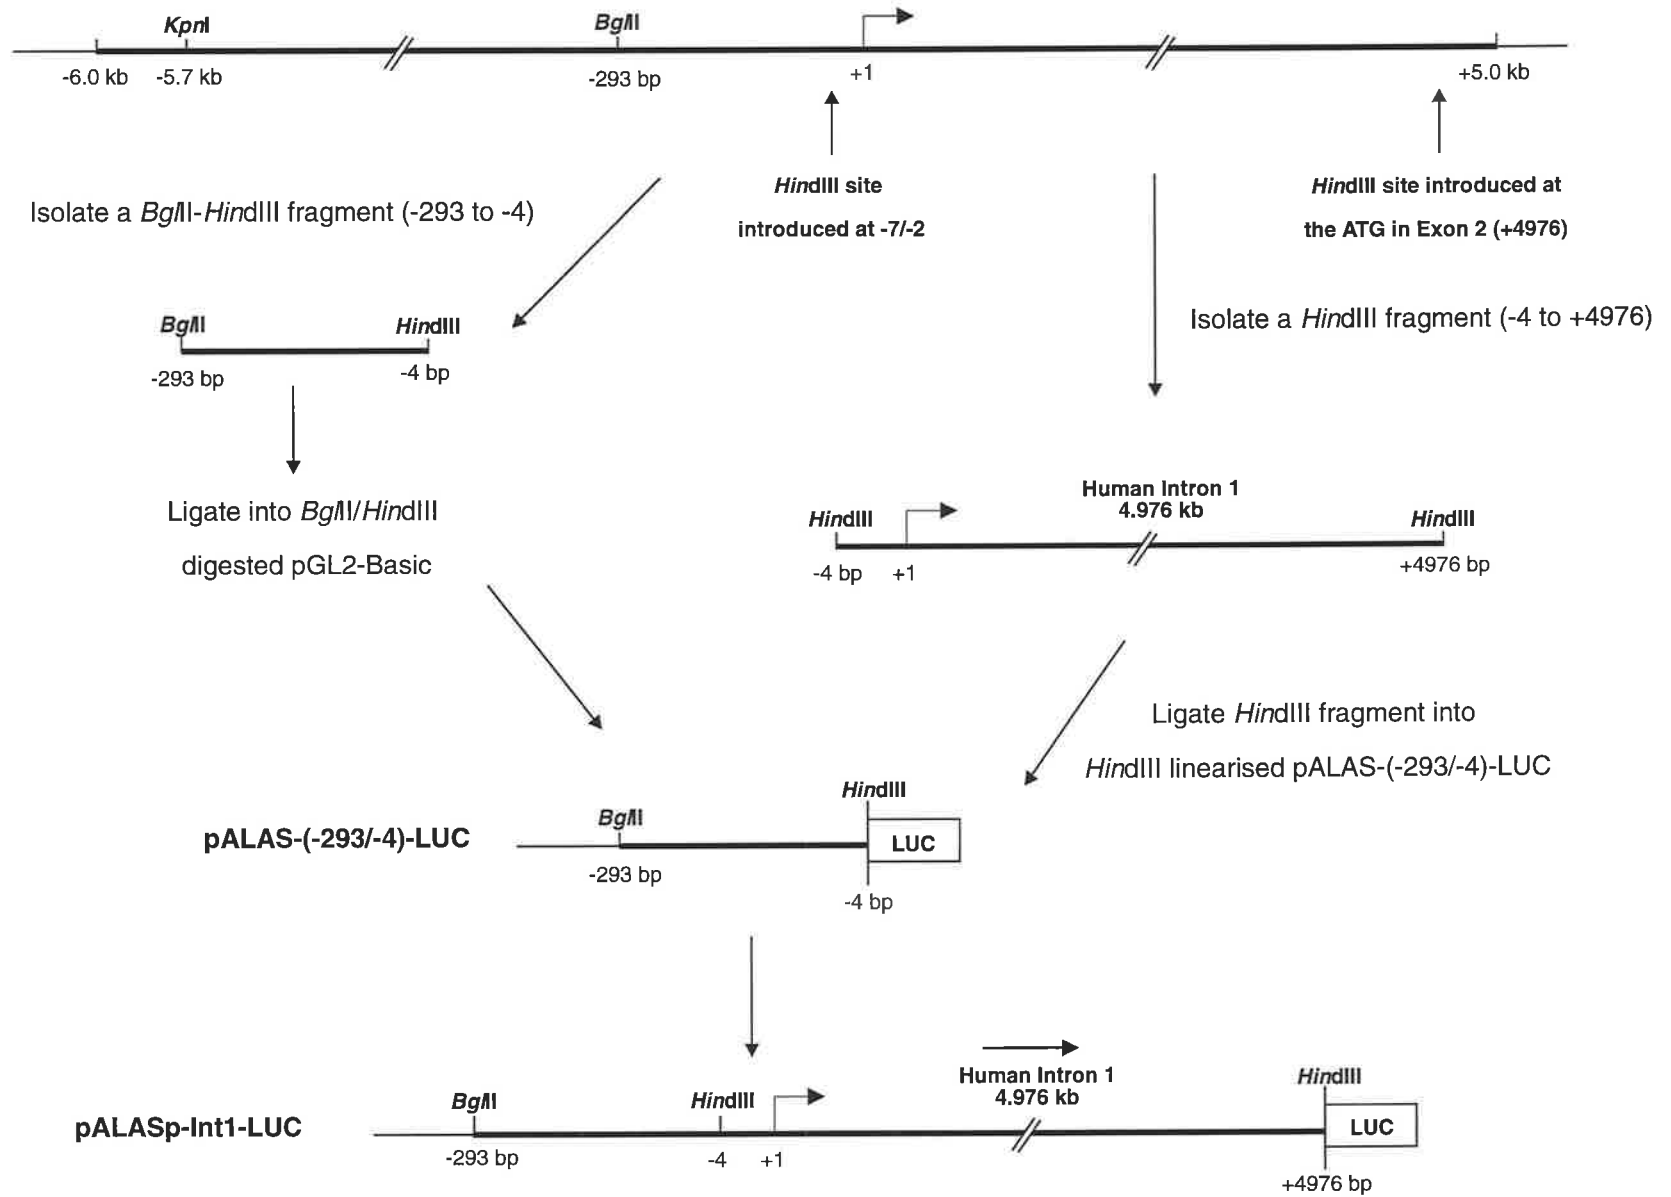 KpnI
BglII
-6.0 kb
-5.7 kb
-293 bp
+1
+5.0 kb
HindIII site
introduced at -7/-2
HindIII site introduced at
the ATG in Exon 2 (+4976)
Isolate a BglII-HindIII fragment (-293 to -4)
Isolate a HindIII fragment (-4 to +4976)
BglII
HindIII
-293 bp
-4 bp
Ligate into BglII/HindIII
digested pGL2-Basic
Human Intron 1
4.976 kb
HindIII
HindIII
-4 bp
+1
+4976 bp
Ligate HindIII fragment into
HindIII linearised pALAS-(-293/-4)-LUC
HindIII
BglII
pALAS-(-293/-4)-LUC
LUC
-293 bp
-4 bp
Human Intron 1
4.976 kb
BglII
HindIII
HindIII
pALASp-Int1-LUC
LUC
-293 bp
-4
+1
+4976 bp